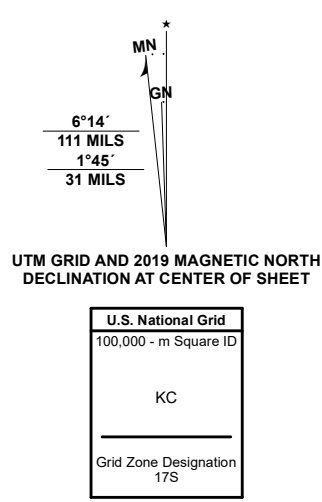 MN
GN
6°14´
111 MILS
1°45´
31 MILS
UTM GRID AND 2019 MAGNETIC NORTH
DECLINATION AT CENTER OF SHEET
U.S. National Grid
100,000 - m Square ID
KC
Grid Zone Designation
17S